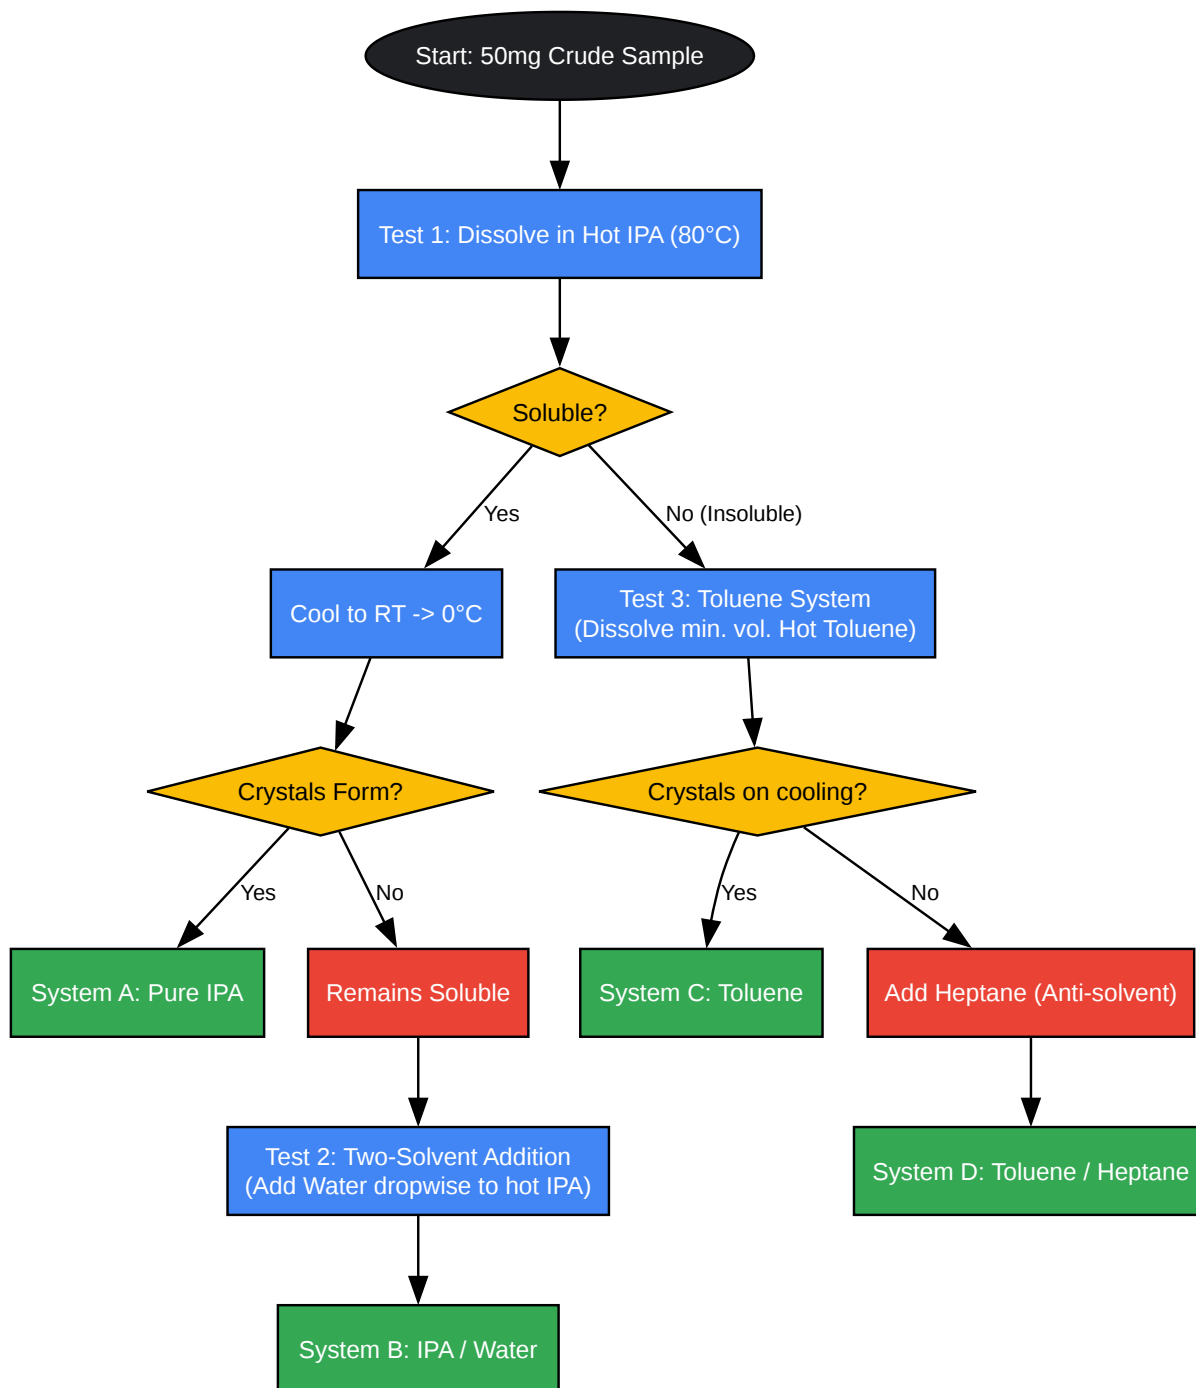 Start: 50mg Crude Sample
Test 1: Dissolve in Hot IPA (80°C)
Soluble?
Yes
No (Insoluble)
Cool to RT -> 0°C
Test 3: Toluene System
(Dissolve min. vol. Hot Toluene)
Crystals Form?
Crystals on cooling?
Yes
No
Yes
No
System A: Pure IPA
Remains Soluble
System C: Toluene
Add Heptane (Anti-solvent)
Test 2: Two-Solvent Addition
(Add Water dropwise to hot IPA)
System D: Toluene / Heptane
System B: IPA / Water